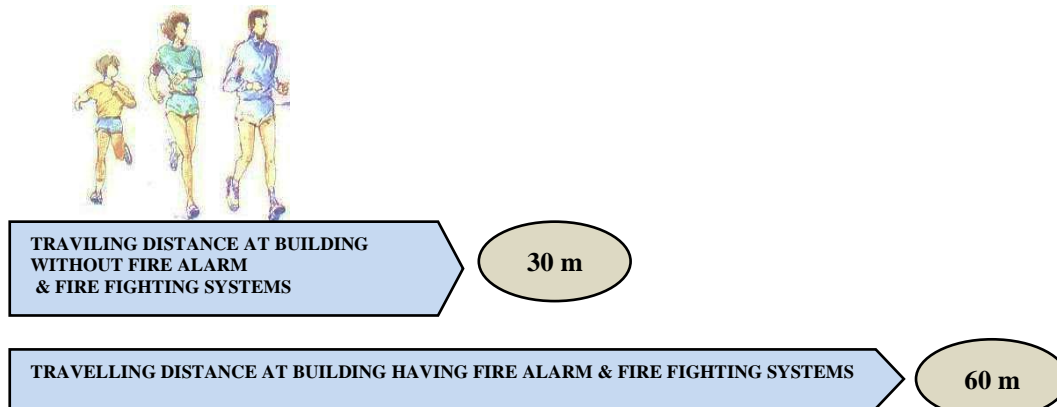 TRAVILING DISTANCE AT BUILDING
WITHOUT FIRE ALARM
& FIRE FIGHTING SYSTEMS
30 m
TRAVELLING DISTANCE AT BUILDING HAVING FIRE ALARM & FIRE FIGHTING SYSTEMS
60 m